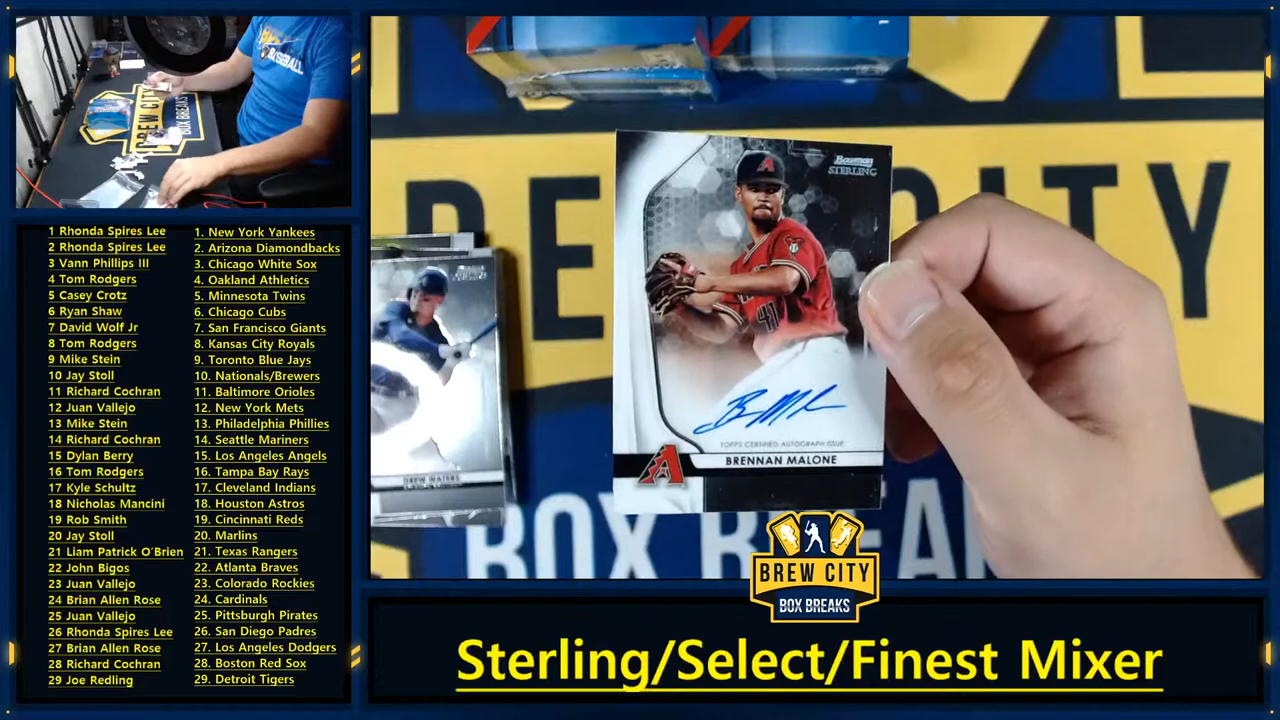 BASEBALL
BREW CITY
BOX BREAKS
1 Rhonda Spires Lee
2 Rhonda Spires Lee
3 Vann Phillips III
4 Tom Rodgers
5 Casey Crotz
6 Ryan Shaw
7 David Wolf Jr
8 Tom Rodgers
9 Mike Stein
10 Jay Stoll
11 Richard Cochran
12 Juan Vallejo
13 Mike Stein
14 Richard Cochran
15 Dylan Berry
16 Tom Rodgers
17 Kyle Schultz
18 Nicholas Mancini
19 Rob Smith
20 Jay Stoll
21 Liam Patrick O'Brien
22 John Bigos
23 Juan Vallejo
24 Brian Allen Rose
25 Juan Vallejo
26 Rhonda Spires Lee
27 Brian Allen Rose
28 Richard Cochran
29 Joe Redling
1. New York Yankees
2. Arizona Diamondbacks
3. Chicago White Sox
4. Oakland Athletics
5. Minnesota Twins
6. Chicago Cubs
7. San Francisco Giants
8. Kansas City Royals
9. Toronto Blue Jays
10. Nationals/Brewers
11. Baltimore Orioles
12. New York Mets
13. Philadelphia Phillies
14. Seattle Mariners
15. Los Angeles Angels
16. Tampa Bay Rays
17. Cleveland Indians
18. Houston Astros
19. Cincinnati Reds
20. Marlins
21. Texas Rangers
22. Atlanta Braves
23. Colorado Rockies
24. Cardinals
25. Pittsburgh Pirates
26. San Diego Padres
27. Los Angeles Dodgers
28. Boston Red Sox
29. Detroit Tigers
Bowman
STERLING
A
41
TOPPS CERTIFIED AUTOGRAPH ISSUE
BRENNAN MALONE
A
DREW WATERS
BOX BREA
BREW CITY
BOX BREAKS
Sterling/Select/Finest Mixer